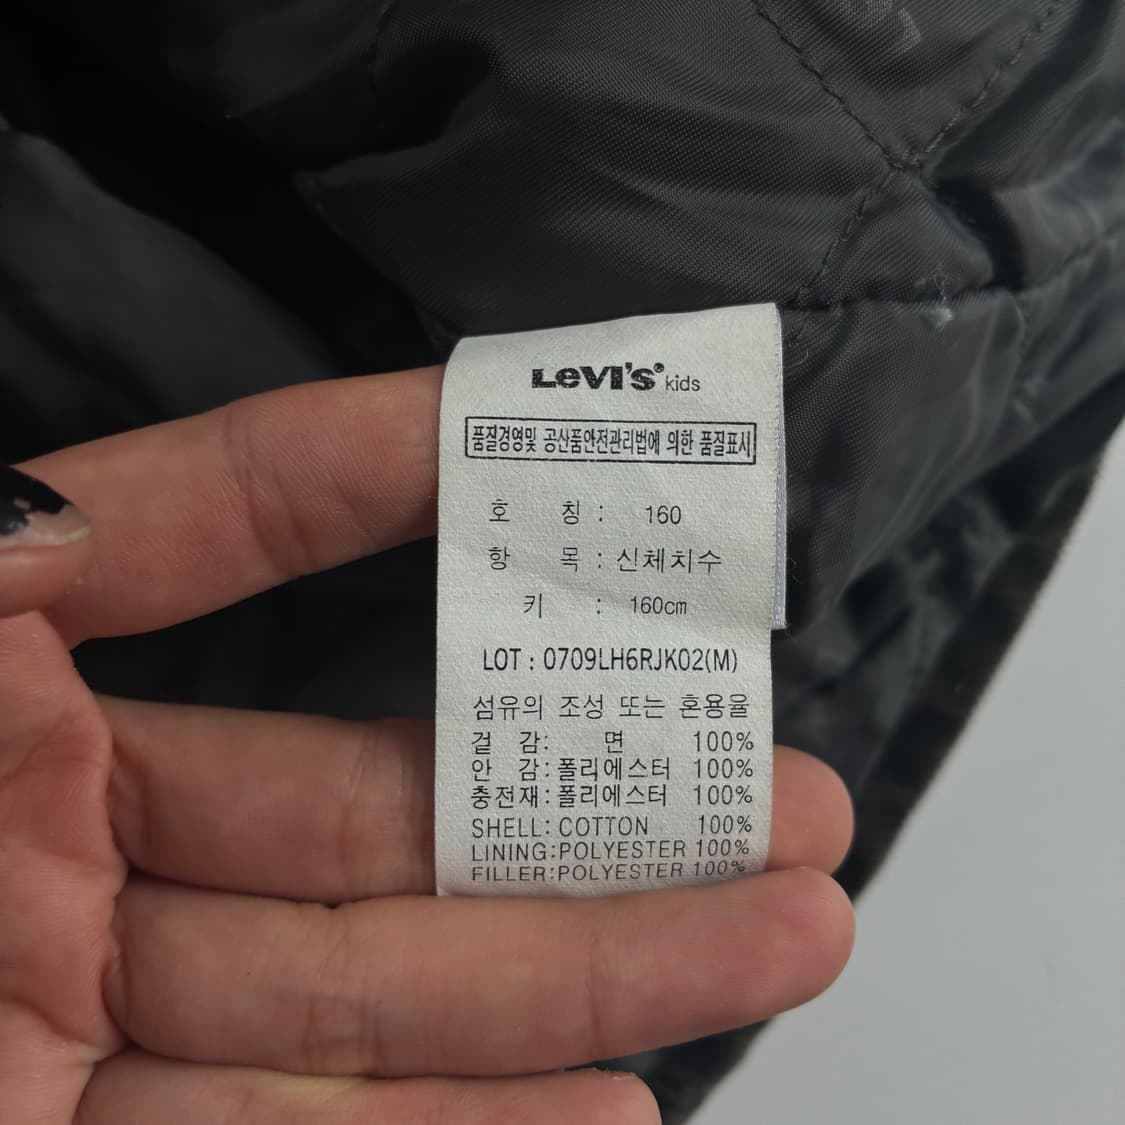 LEVI'S® kids
품질경영및 공산품안전관리법에 의한 품질표시
호 칭 : 160
항 목 : 신체치수
키 : 160cm
LOT : 0709LH6RJK02(M)
섬유의 조성 또는 혼용율
겉 감: 면 100%
안 감:폴리에스터 100%
충전재:폴리에스터 100%
SHELL: COTTON 100%
LINING:POLYESTER 100%
FILLER:POLYESTER 100%